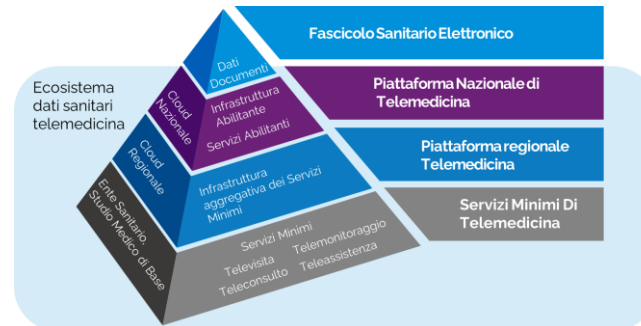 Ecosistema
dati sanitari
telemedicina
Dati
Documenti
Fascicolo Sanitario Elettronico
Cloud
Nazionale
Infrastruttura
Abilitante
Servizi Abilitanti
Piattaforma Nazionale di
Telemedicina
Cloud
Regionale
Infrastruttura
aggregativa dei Servizi
Minimi
Piattaforma regionale
Telemedicina
Ente Sanitario,
Studio Medico di Base
Servizi Minimi
Televisita Telemonitoraggio
Teleconsulto Teleassistenza
Servizi Minimi Di
Telemedicina